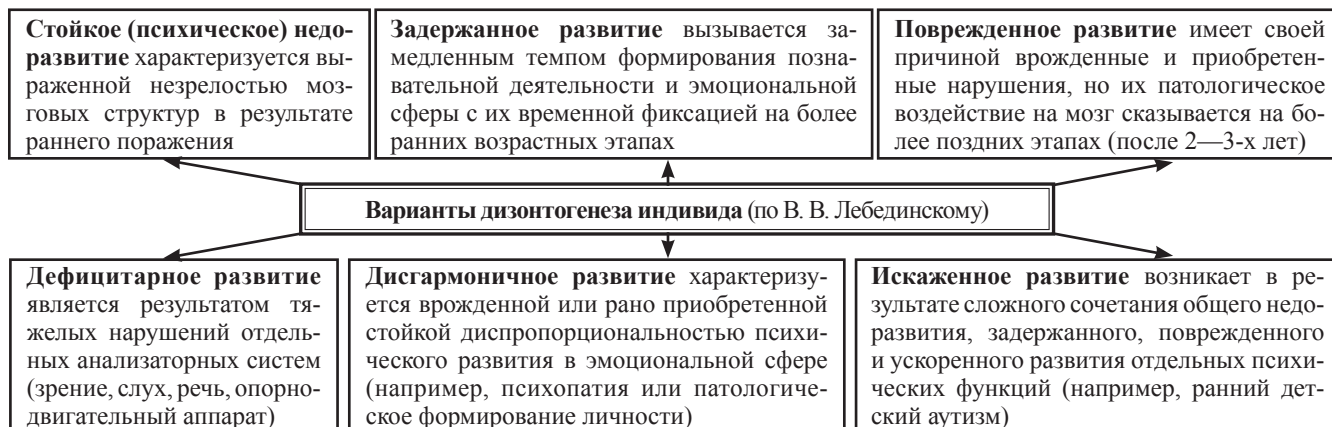 Стойкое (психическое) недо-
развитие характеризуется вы-
раженной незрелостью моз-
говых структур в результате
раннего поражения
Задержанное развитие вызывается за-
медленным темпом формирования позна-
вательной деятельности и эмоциональной
сферы с их временной фиксацией на более
ранних возрастных этапах
Поврежденное развитие имеет своей
причиной врожденные и приобретен-
ные нарушения, но их патологическое
воздействие на мозг сказывается на бо-
лее поздних этапах (после 2—3-х лет)
Варианты дизонтогенеза индивида (по В. В. Лебединскому)
Дефицитарное развитие
является результатом тя-
желых нарушений отдель-
ных анализаторных систем
(зрение, слух, речь, опорно-
двигательный аппарат)
Дисгармоничное развитие характеризу-
ется врожденной или рано приобретенной
стойкой диспропорциональностью психи-
ческого развития в эмоциональной сфере
(например, психопатия или патологиче-
ское формирование личности)
Искаженное развитие возникает в ре-
зультате сложного сочетания общего недо-
развития, задержанного, поврежденного
и ускоренного развития отдельных психи-
ческих функций (например, ранний дет-
ский аутизм)